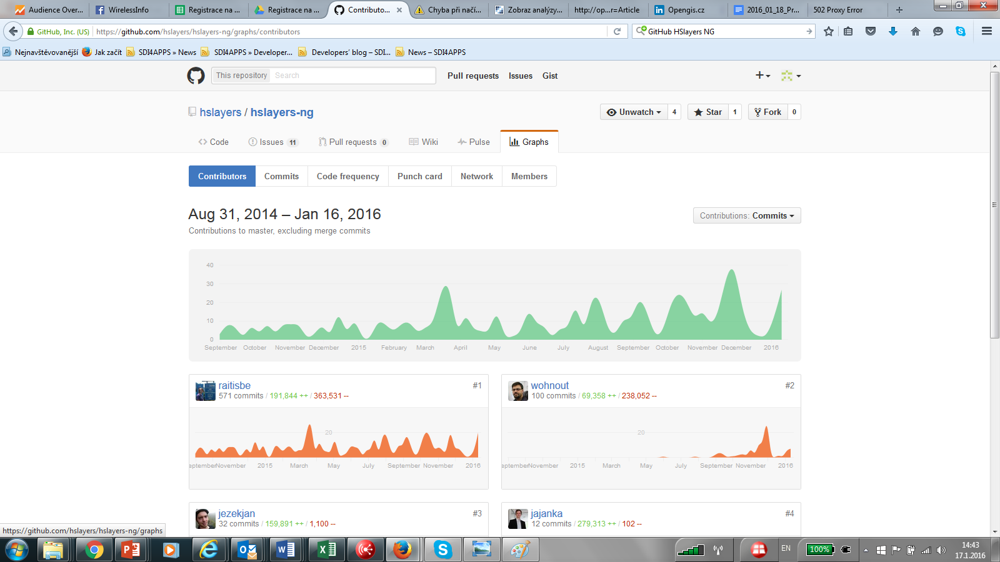 Audience Over...
WirelessInfo
Registrace na ...
Registrace na ...
Contributo...
Chyba při načí...
Zobraz analýzy...
http://op...r=Article
Opengis.cz
2016_01_18_Pr...
502 Proxy Error
GitHub, Inc. (US)
https://github.com/hslayers/hslayers-ng/graphs/contributors
GitHub HSlayers NG
Nejnavštěvovanější
Jak začít
SDI4APPS » News
SDI4APPS » Developer...
Developers' blog – SDI...
News – SDI4APPS
This repository
Search
Pull requests
Issues
Gist
hslayers / hslayers-ng
Unwatch 4
Star 1
Fork 0
Code
Issues 11
Pull requests 0
Wiki
Pulse
Graphs
Contributors
Commits
Code frequency
Punch card
Network
Members
Aug 31, 2014 – Jan 16, 2016
Contributions: Commits
Contributions to master, excluding merge commits
40
30
20
10
0
September October November December 2015 February March April May June July August September October November December 2016
raitisbe
#1
571 commits / 191,844 ++ / 363,531 --
20
eptember November 2015 March May July September November 2016
wohnout
#2
100 commits / 69,358 ++ / 238,052 --
20
eptember November 2015 March May July September November 2016
jezekjan
#3
32 commits / 159,891 ++ / 1,100 --
jajanka
#4
12 commits / 279,313 ++ / 102 --
https://github.com/hslayers/hslayers-ng/graphs
EN
100%
14:43
17.1.2016